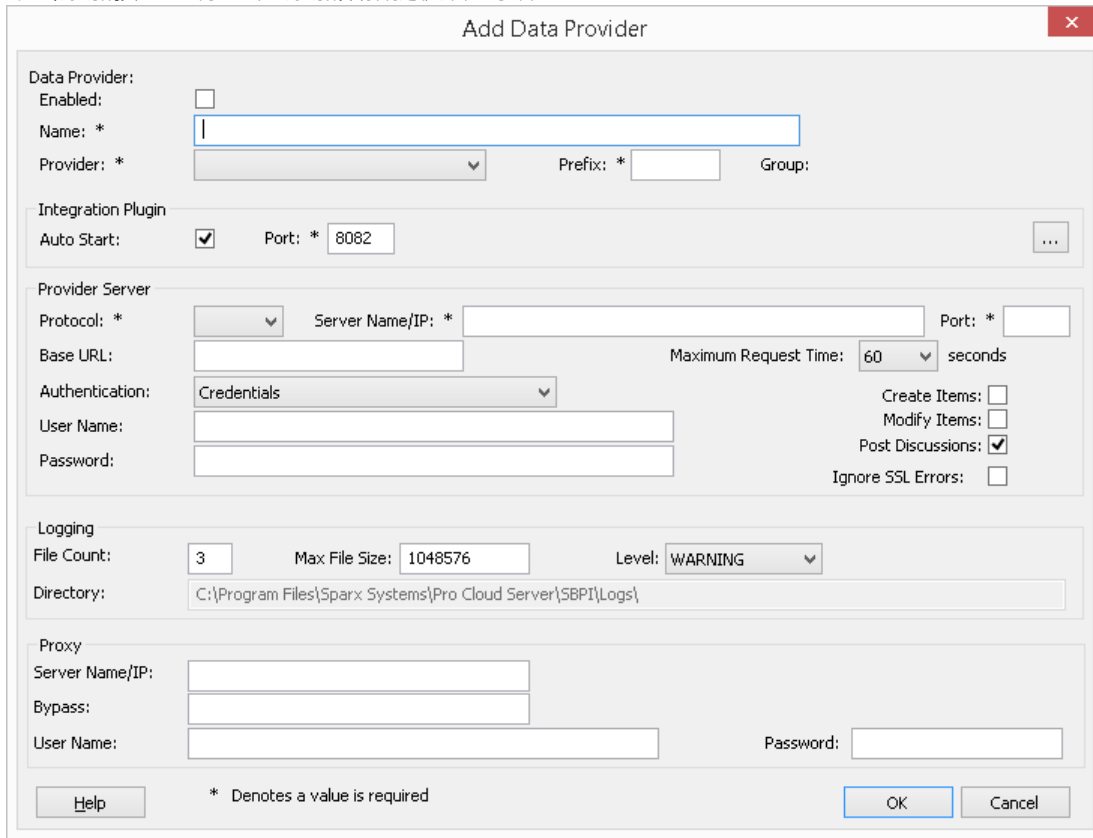 Add Data Provider
Data Provider:
Enabled:
Name: *
Provider: * Prefix: * Group:
Integration Plugin
Auto Start: Port: * 8082 ...
Provider Server
Protocol: * Server Name/IP: * Port: *
Base URL: Maximum Request Time: 60 seconds
Authentication: Credentials Create Items:
Modify Items:
User Name:
Post Discussions:
Password:
Ignore SSL Errors:
Logging
File Count: 3 Max File Size: 1048576 Level: WARNING
Directory: C:\Program Files\Sparx Systems\Pro Cloud Server\SBPI\Logs\
Proxy
Server Name/IP:
Bypass:
User Name: Password:
Help * Denotes a value is required OK Cancel